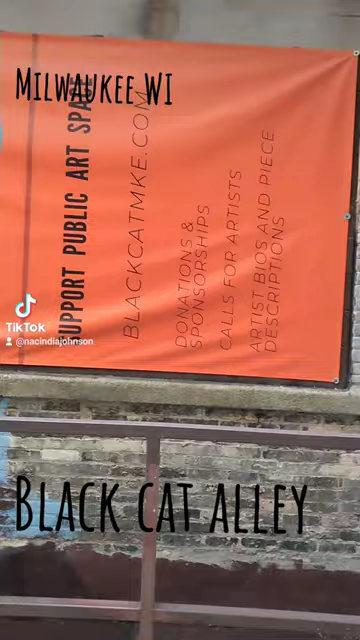 MILWAUKEE WI
UPPORT PUBLIC ART SPA
BLACKCATMKE.COM
DONATIONS &
SPONSORSHIPS
CALLS FOR ARTISTS
ARTIST BIOS AND PIECE
DESCRIPTIONS
TikTok
@nacindiajohnson
BLACK CAT ALLEY